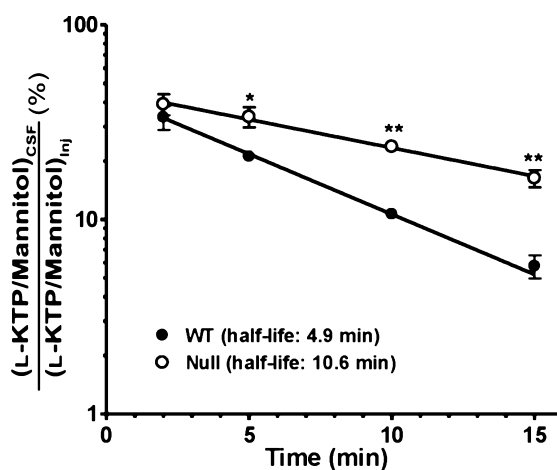 100
10
1
(L-KTP/Mannitol)CSF
(L-KTP/Mannitol)Inj
(%)
*
**
**
WT (half-life: 4.9 min)
Null (half-life: 10.6 min)
0
5
10
15
Time (min)